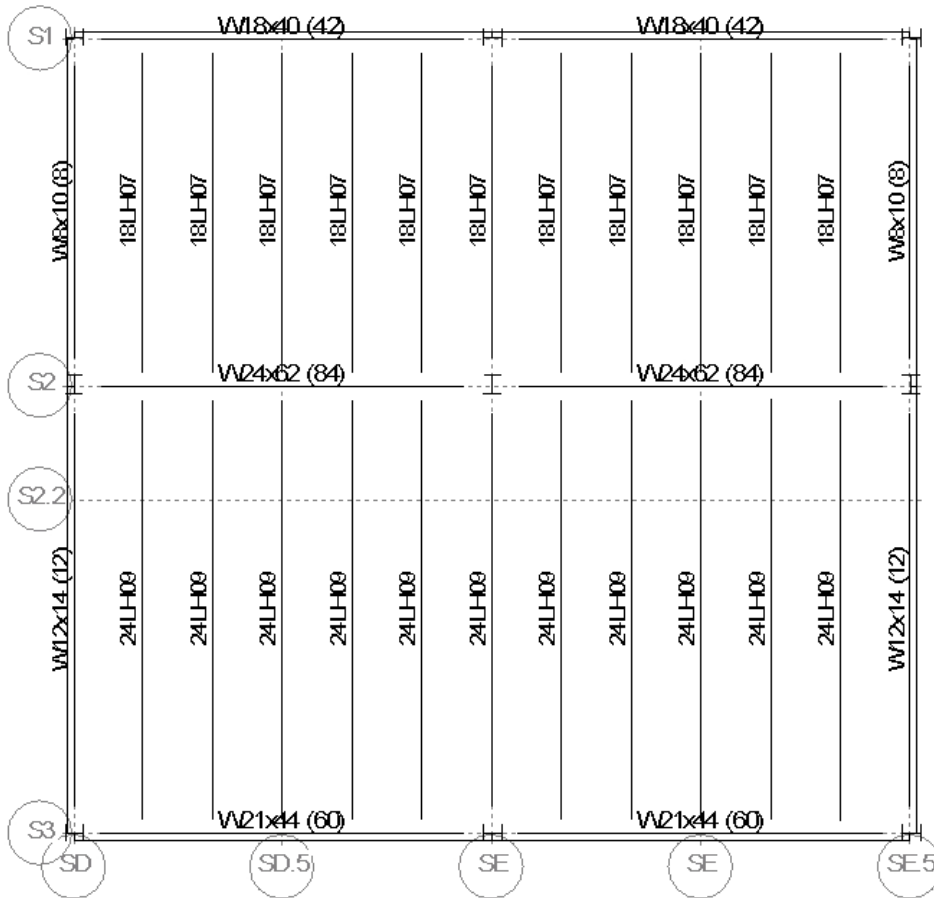 S1
W18x40 (42)
W18x40 (42)
W8x10 (8)
18LH07
18LH07
18LH07
18LH07
18LH07
18LH07
18LH07
18LH07
18LH07
18LH07
18LH07
W8x10 (8)
S2
W24x62 (84)
W24x62 (84)
S2.2
W12x14 (12)
24LH09
24LH09
24LH09
24LH09
24LH09
24LH09
24LH09
24LH09
24LH09
24LH09
24LH09
W12x14 (12)
S3
W21x44 (60)
W21x44 (60)
SD
SD.5
SE
SE
SE.5